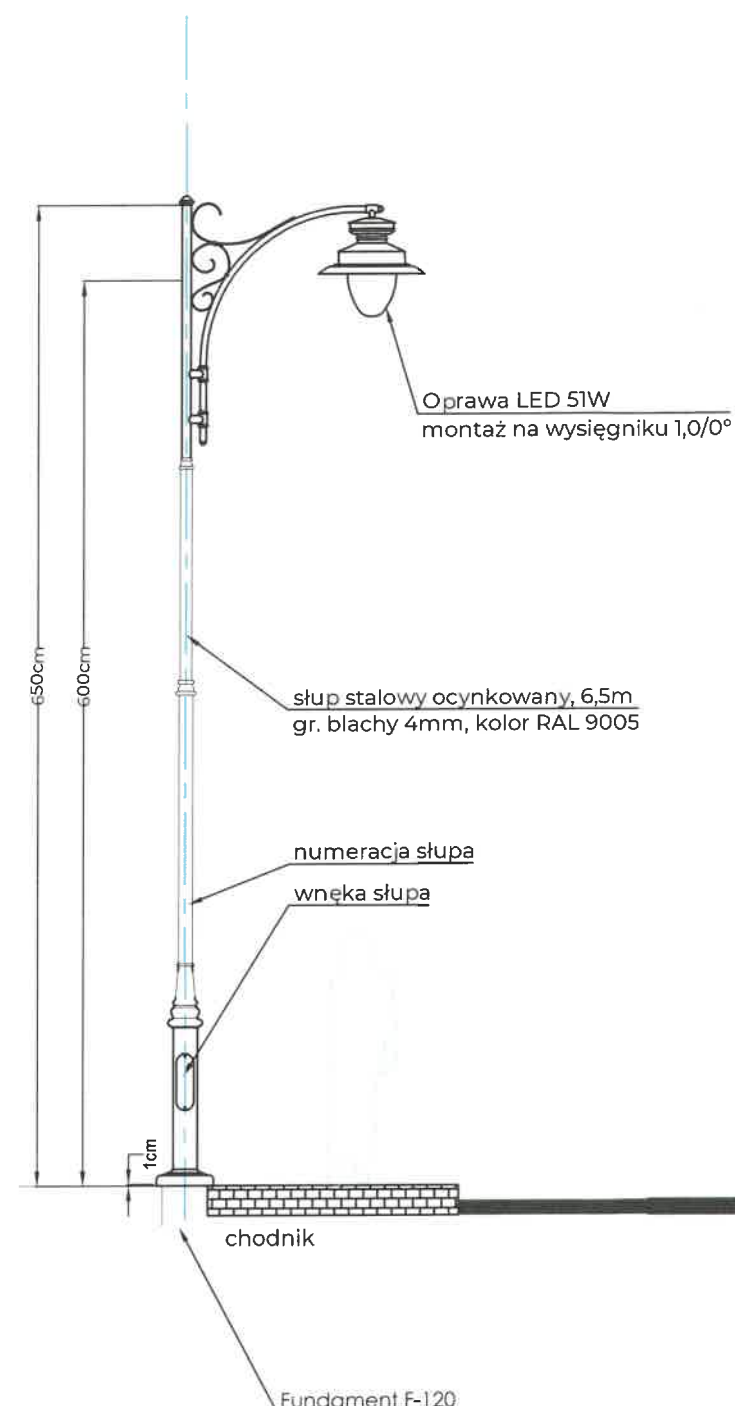 Oprawa LED 51W
montaż na wysięgniku 1,0/0°
650cm
600cm
słup stalowy ocynkowany, 6,5m
gr. blachy 4mm, kolor RAL 9005
numeracja słupa
wnęka słupa
1cm
chodnik
Fundament F-120